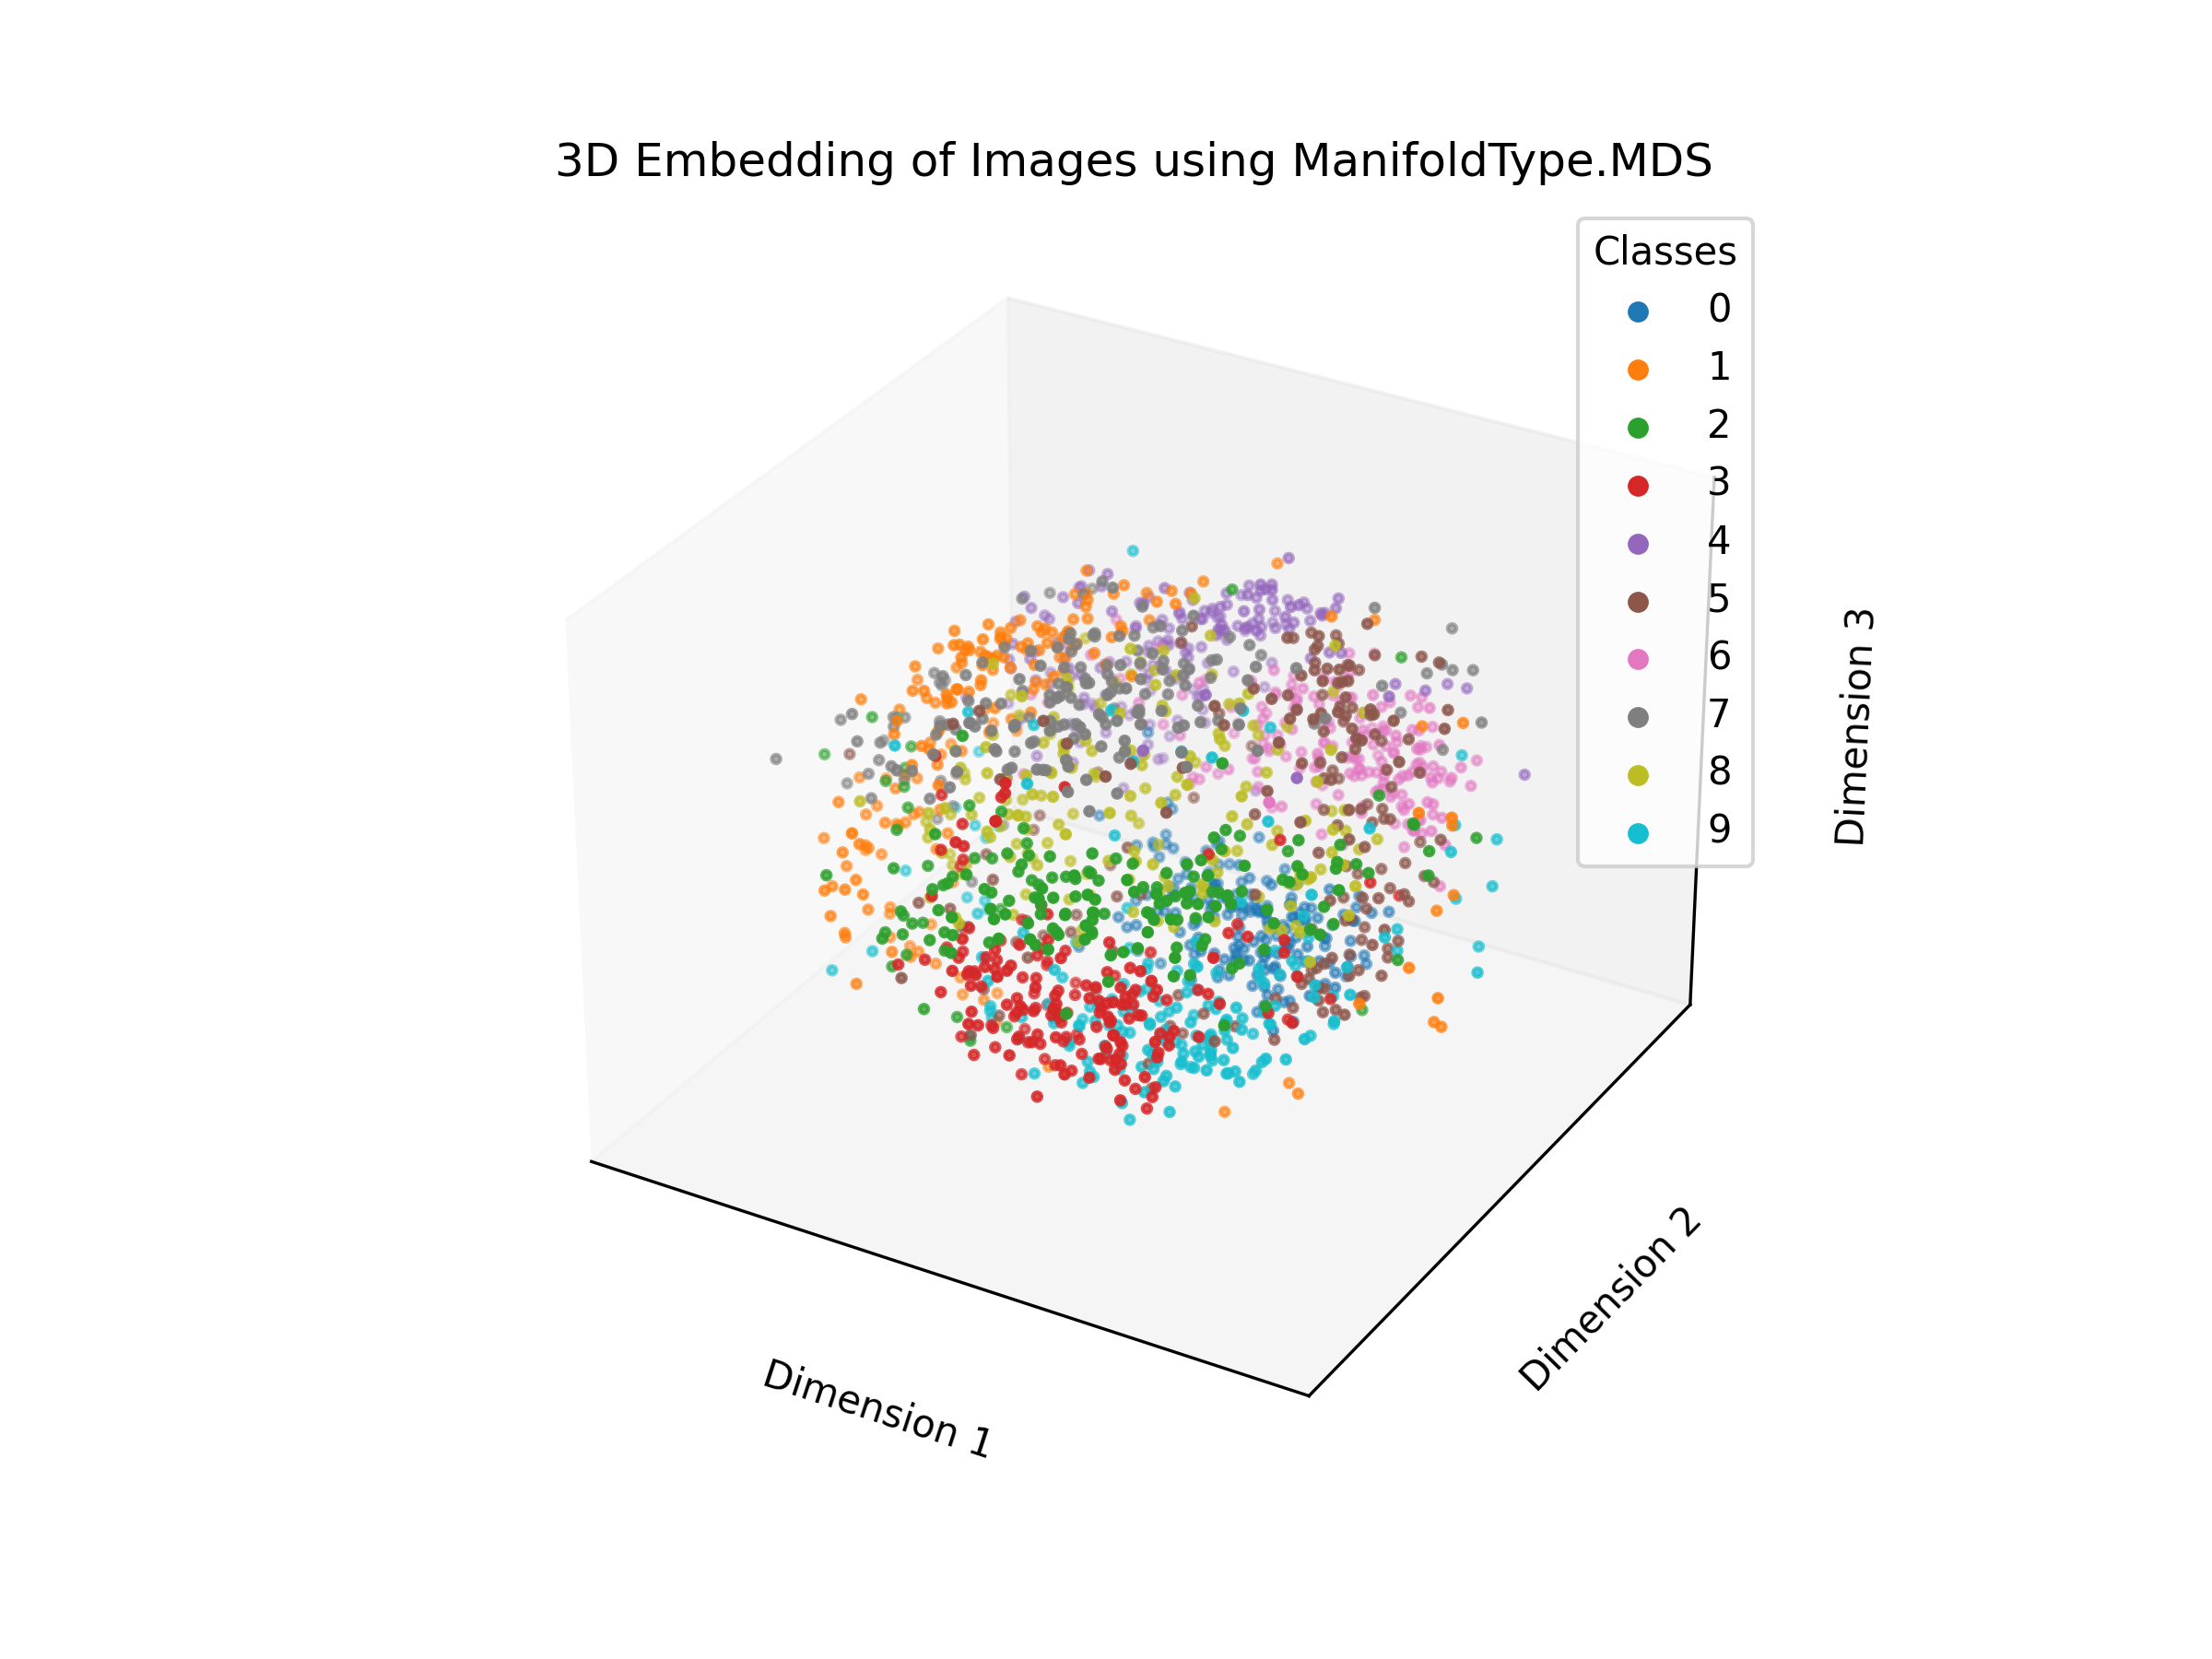 3D Embedding of Images using ManifoldType.MDS
Classes
0
1
2
3
4
5
6
7
8
9
Dimension 1
Dimension 2
Dimension 3